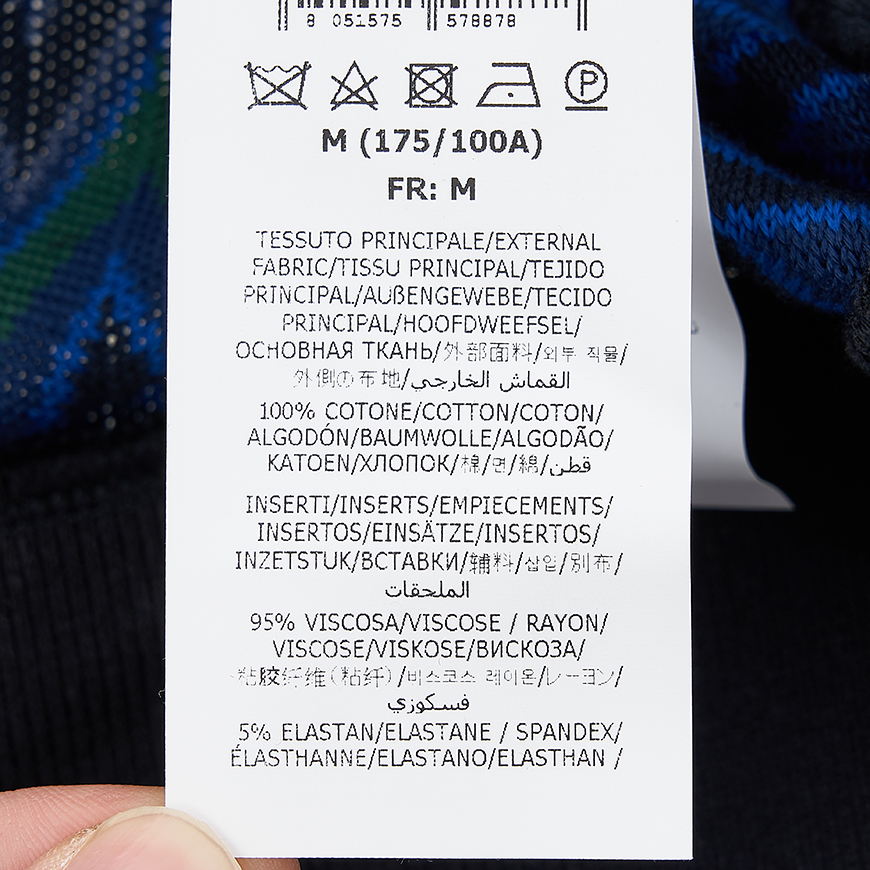 8 051575 578878
P
M (175/100A)
FR: M
TESSUTO PRINCIPALE/EXTERNAL
FABRIC/TISSU PRINCIPAL/TEJIDO
PRINCIPAL/AUßENGEWEBE/TECIDO
PRINCIPAL/HOOFDWEEFSEL/
ОСНОВНАЯ ТКАНЬ/外部面料/외부 직물/
外側の布地/القماش الخارجي
100% COTONE/COTTON/COTON/
ALGODÓN/BAUMWOLLE/ALGODÃO/
KATOEN/ХЛОПОК/棉/면/綿/قطن
INSERTI/INSERTS/EMPIECEMENTS/
INSERTOS/EINSÄTZE/INSERTOS/
INZETSTUK/ВСТАВКИ/辅料/삽입/別布/
الملحقات
95% VISCOSA/VISCOSE / RAYON/
VISCOSE/VISKOSE/ВИСКОЗА/
粘胶纤维(粘纤)/비스코스 레이온/レーヨン/
فسكوزي
5% ELASTAN/ELASTANE / SPANDEX/
ÉLASTHANNE/ELASTANO/ELASTHAN /